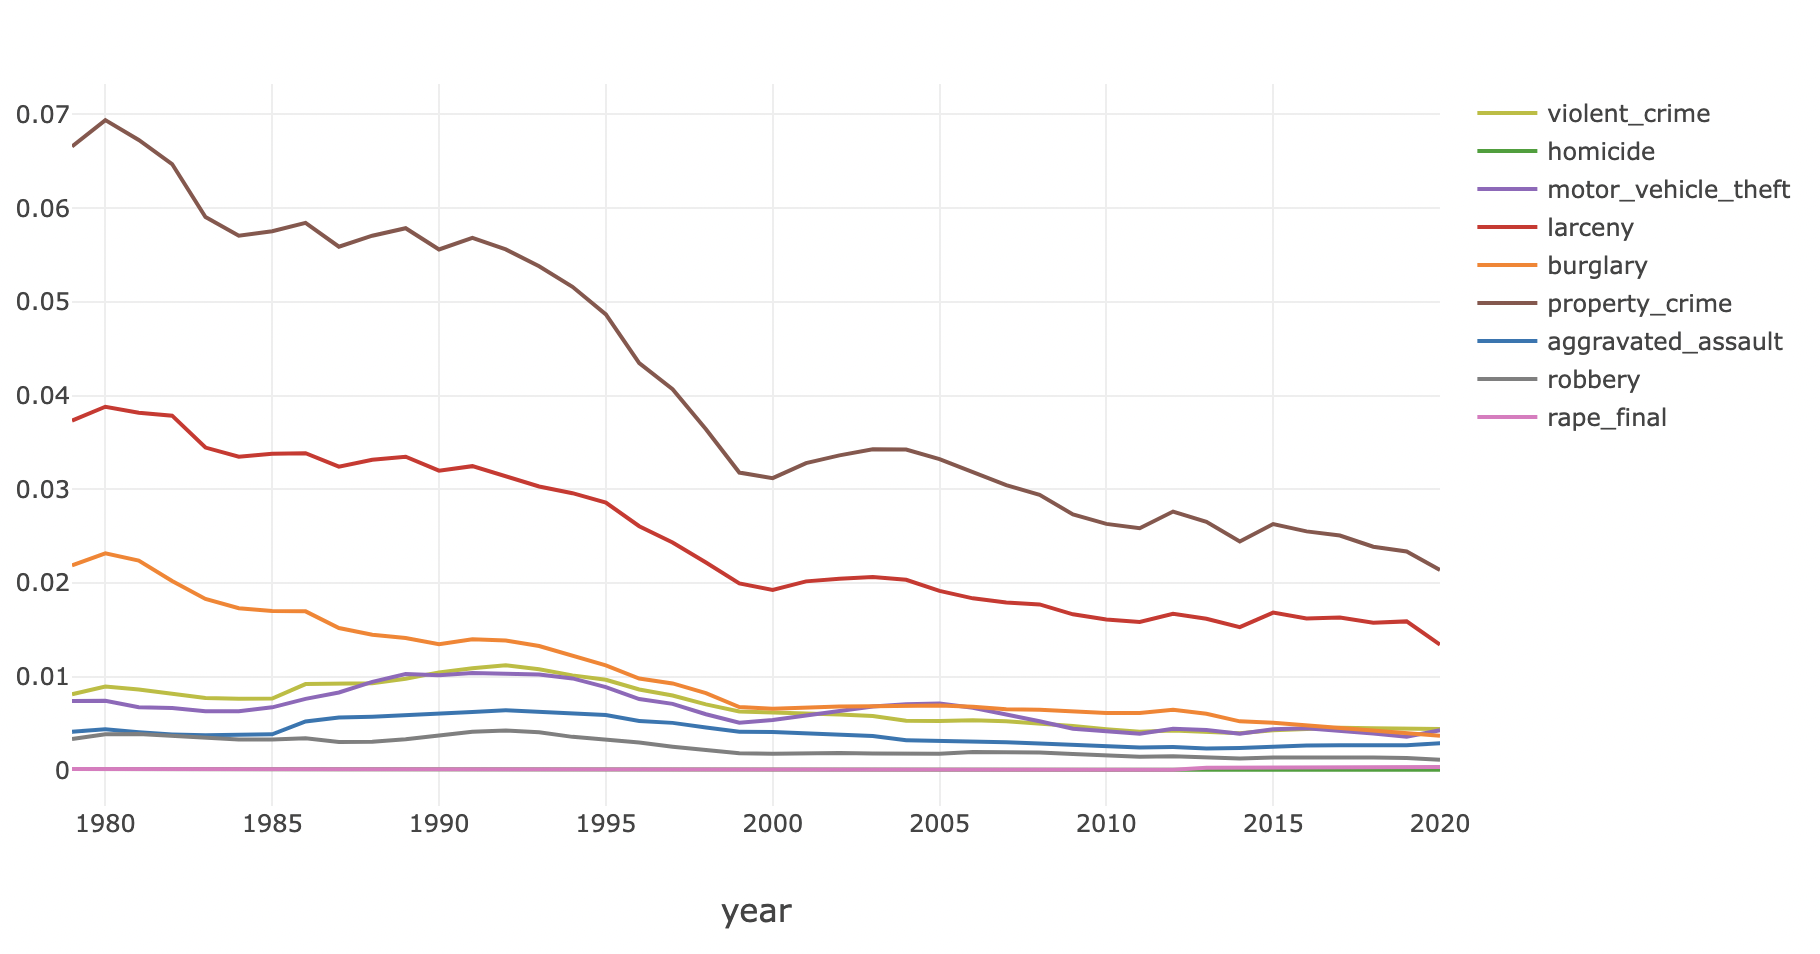 0.07
0.06
0.05
0.04
0.03
0.02
0.01
0
1980 1985 1990 1995 2000 2005 2010 2015 2020
year
violent_crime
homicide
motor_vehicle_theft
larceny
burglary
property_crime
aggravated_assault
robbery
rape_final